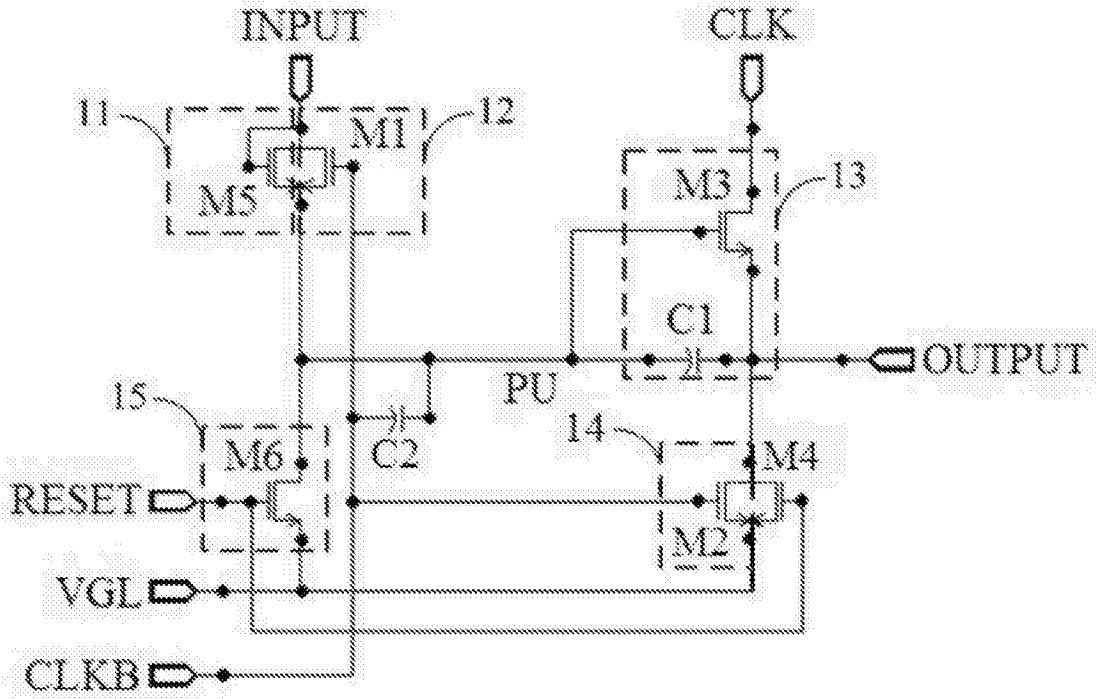 INPUT
CLK
11
12
M1
M5
M3
13
C1
OUTPUT
PU
15
C2
14
M6
M4
RESET
M2
VGL
CLKB